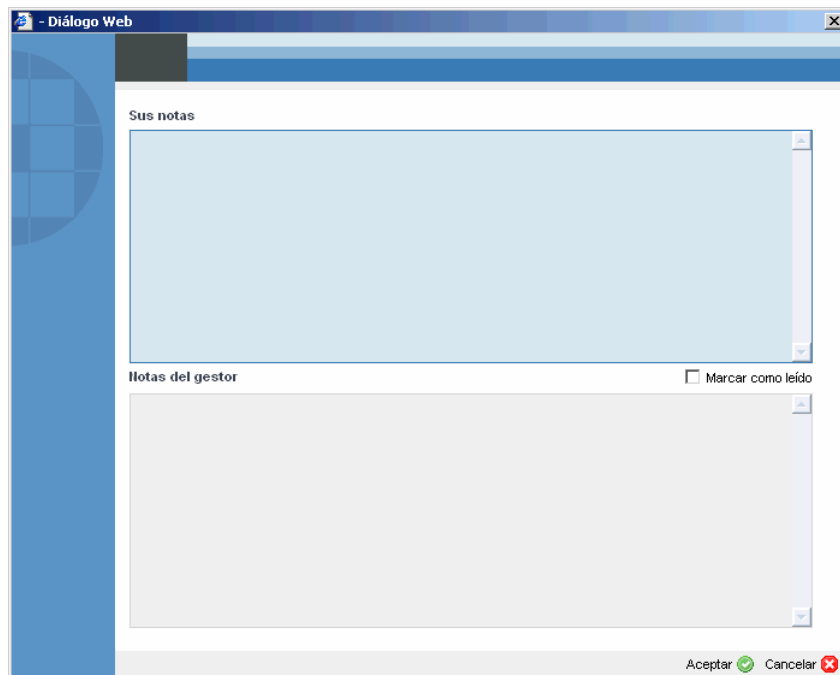 - Diálogo Web
Sus notas
Notas del gestor
Marcar como leído
Aceptar
Cancelar